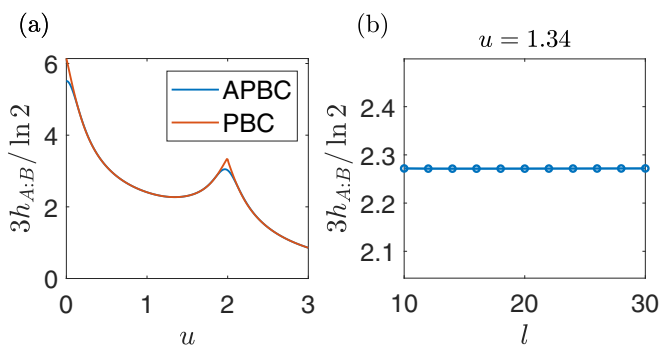 (a)
6
4
2
0
3h_{A:B}/ln 2
APBC
PBC
0 1 2 3
u
(b)
u = 1.34
2.4
2.3
2.2
2.1
3h_{A:B}/ln 2
10 20 30
l